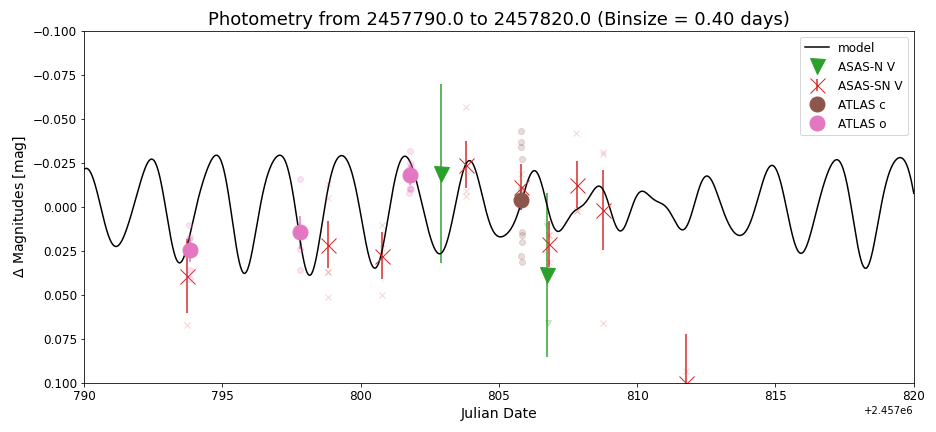 Photometry from 2457790.0 to 2457820.0 (Binsize = 0.40 days)
−0.100
−0.075
−0.050
−0.025
0.000
0.025
0.050
0.075
0.100
Δ Magnitudes [mag]
model
ASAS-N V
ASAS-SN V
ATLAS c
ATLAS o
790
795
800
805
810
815
820
Julian Date
+2.457e6